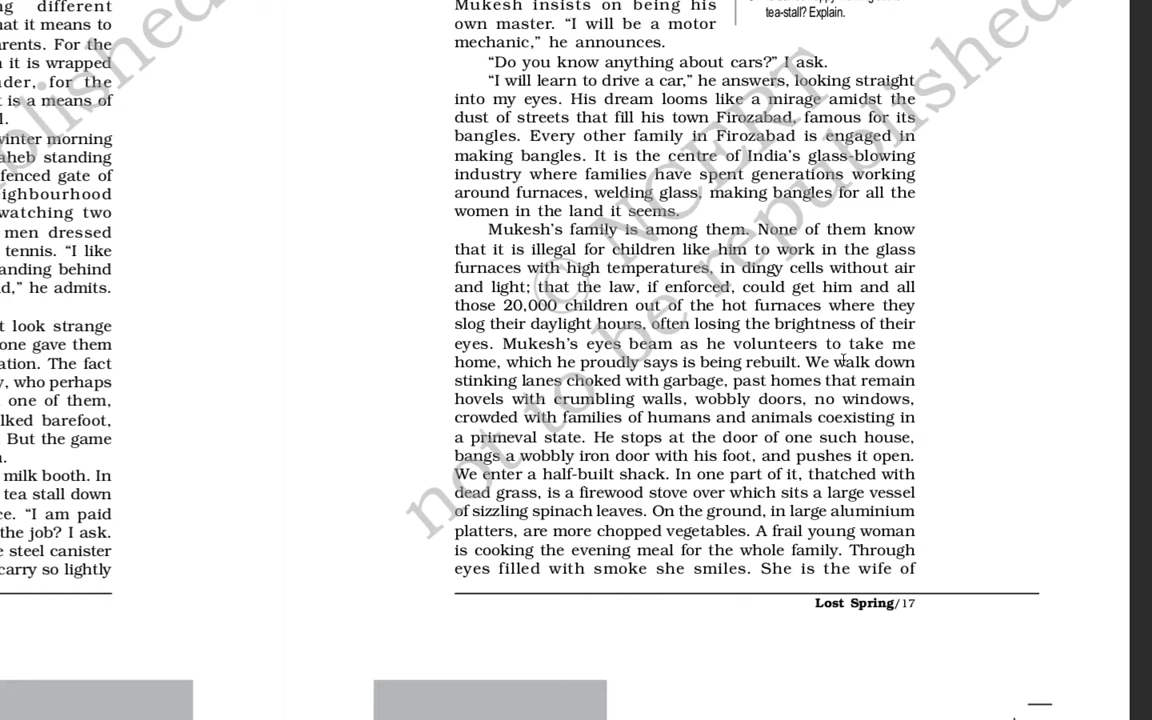 ng different
hat it means to
arents. For the
n it is wrapped
der, for the
t is a means of
l.
vinter morning
aheb standing
fenced gate of
eighbourhood
watching two
men dressed
tennis. “I like
anding behind
d,” he admits.
t look strange
one gave them
ation. The fact
y, who perhaps
one of them,
lked barefoot,
But the game
n.
milk booth. In
tea stall down
ce. “I am paid
the job? I ask.
e steel canister
carry so lightly
Mukesh insists on being his
own master. “I will be a motor
mechanic,” he announces.
tea-stall? Explain.
“Do you know anything about cars?” I ask.
“I will learn to drive a car,” he answers, looking straight
into my eyes. His dream looms like a mirage amidst the
dust of streets that fill his town Firozabad, famous for its
bangles. Every other family in Firozabad is engaged in
making bangles. It is the centre of India’s glass-blowing
industry where families have spent generations working
around furnaces, welding glass, making bangles for all the
women in the land it seems.
Mukesh’s family is among them. None of them know
that it is illegal for children like him to work in the glass
furnaces with high temperatures, in dingy cells without air
and light; that the law, if enforced, could get him and all
those 20,000 children out of the hot furnaces where they
slog their daylight hours, often losing the brightness of their
eyes. Mukesh’s eyes beam as he volunteers to take me
home, which he proudly says is being rebuilt. We walk down
stinking lanes choked with garbage, past homes that remain
hovels with crumbling walls, wobbly doors, no windows,
crowded with families of humans and animals coexisting in
a primeval state. He stops at the door of one such house,
bangs a wobbly iron door with his foot, and pushes it open.
We enter a half-built shack. In one part of it, thatched with
dead grass, is a firewood stove over which sits a large vessel
of sizzling spinach leaves. On the ground, in large aluminium
platters, are more chopped vegetables. A frail young woman
is cooking the evening meal for the whole family. Through
eyes filled with smoke she smiles. She is the wife of
Lost Spring/17
© NCERT
not to be republished